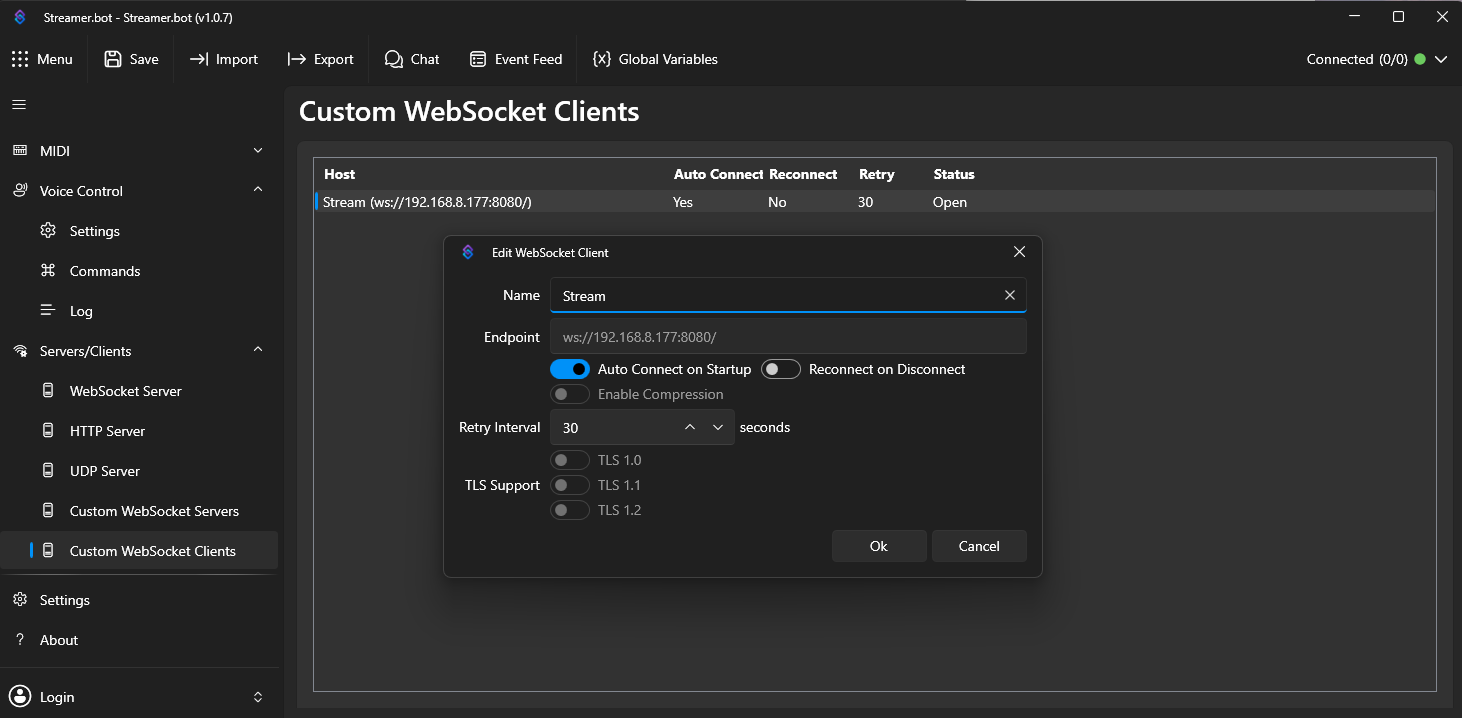 Streamer.bot - Streamer.bot (v1.0.7)
Menu Save Import Export Chat Event Feed Global Variables Connected (0/0)
Custom WebSocket Clients
MIDI
Voice Control
Settings
Commands
Log
Servers/Clients
WebSocket Server
HTTP Server
UDP Server
Custom WebSocket Servers
Custom WebSocket Clients
Settings
? About
Login
Host Auto Connect Reconnect Retry Status
Stream (ws://192.168.8.177:8080/) Yes No 30 Open
Edit WebSocket Client
Name Stream
Endpoint ws://192.168.8.177:8080/
Auto Connect on Startup Reconnect on Disconnect
Enable Compression
Retry Interval 30 seconds
TLS 1.0
TLS Support TLS 1.1
TLS 1.2
Ok Cancel